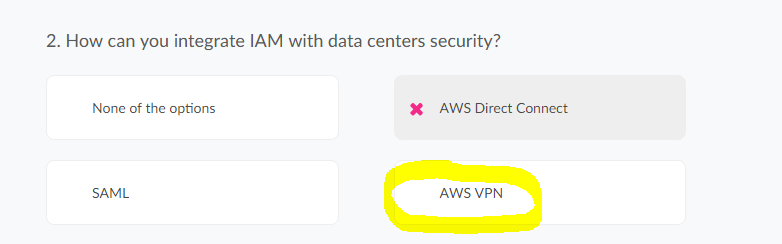 2. How can you integrate IAM with data centers security?
None of the options
AWS Direct Connect
SAML
AWS VPN